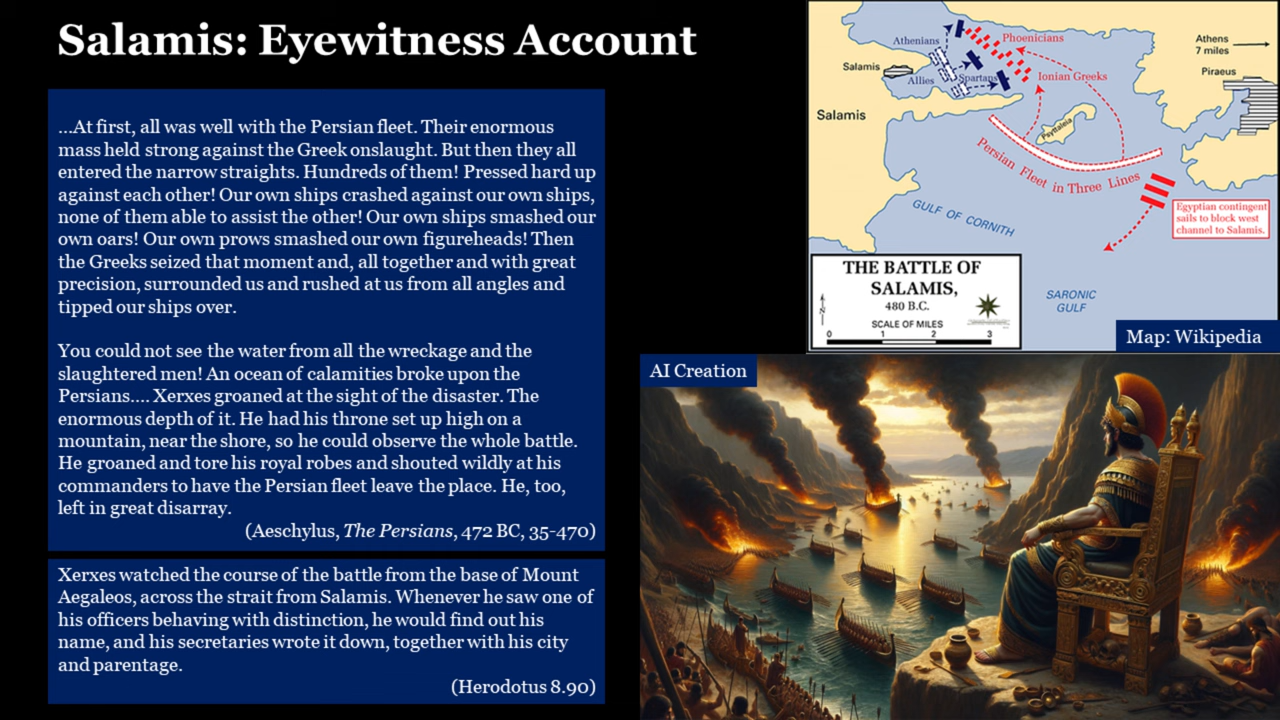 Salamis: Eyewitness Account
...At first, all was well with the Persian fleet. Their enormous
mass held strong against the Greek onslaught. But then they all
entered the narrow straights. Hundreds of them! Pressed hard up
against each other! Our own ships crashed against our own ships,
none of them able to assist the other! Our own ships smashed our
own oars! Our own prows smashed our own figureheads! Then
the Greeks seized that moment and, all together and with great
precision, surrounded us and rushed at us from all angles and
tipped our ships over.
You could not see the water from all the wreckage and the
slaughtered men! An ocean of calamities broke upon the
Persians.... Xerxes groaned at the sight of the disaster. The
enormous depth of it. He had his throne set up high on a
mountain, near the shore, so he could observe the whole battle.
He groaned and tore his royal robes and shouted wildly at his
commanders to have the Persian fleet leave the place. He, too,
left in great disarray.
(Aeschylus, The Persians, 472 BC, 35-470)
Xerxes watched the course of the battle from the base of Mount
Aegaleos, across the strait from Salamis. Whenever he saw one of
his officers behaving with distinction, he would find out his
name, and his secretaries wrote it down, together with his city
and parentage.
(Herodotus 8.90)
Athenians
Phoenicians
Athens
7 miles
Salamis
Allies
Spartans
Ionian Greeks
Piraeus
Salamis
Psyttaleia
Persian Fleet in Three Lines
GULF OF CORNITH
Egyptian contingent
sails to block west
channel to Salamis.
THE BATTLE OF
SALAMIS,
480 B.C.
N
SCALE OF MILES
0 1 2 3
SARONIC
GULF
Map: Wikipedia
AI Creation